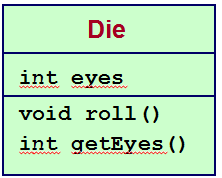 Die
int eyes
void roll()
int getEyes()